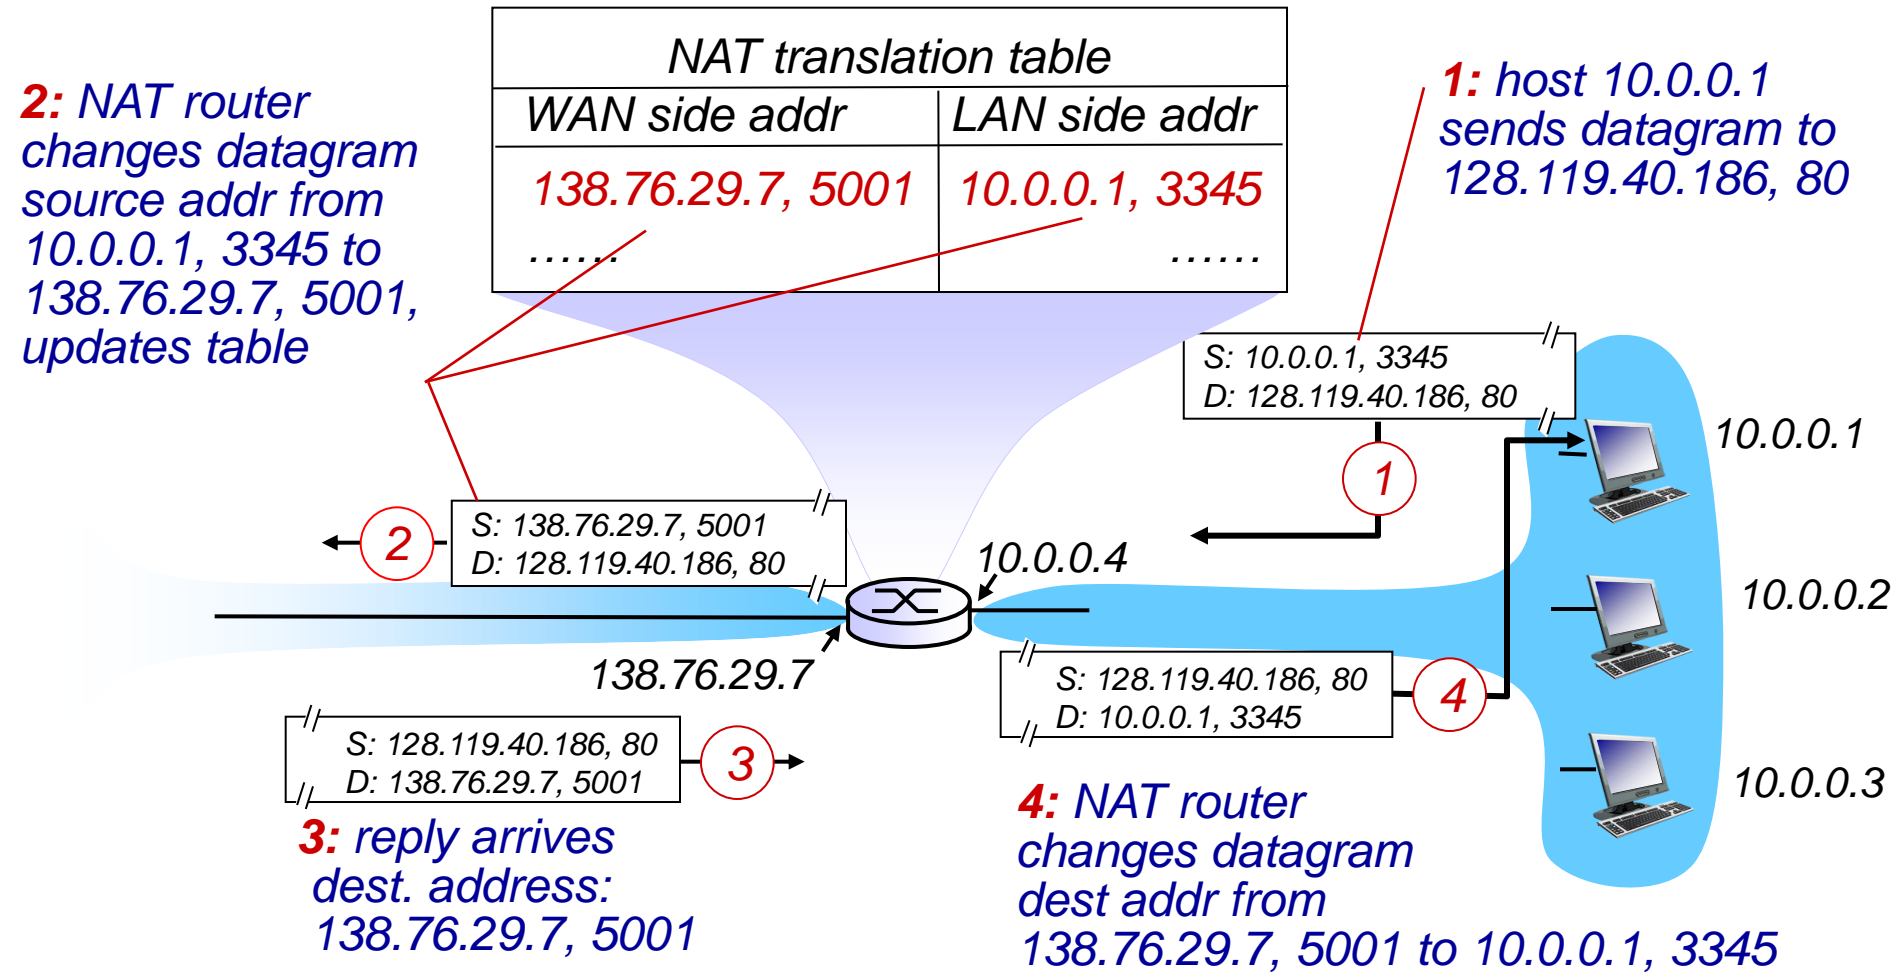 NAT translation table
WAN side addr
LAN side addr
138.76.29.7, 5001
10.0.0.1, 3345
......
......
2: NAT router
changes datagram
source addr from
10.0.0.1, 3345 to
138.76.29.7, 5001,
updates table
1: host 10.0.0.1
sends datagram to
128.119.40.186, 80
S: 10.0.0.1, 3345
D: 128.119.40.186, 80
1
10.0.0.1
S: 138.76.29.7, 5001
D: 128.119.40.186, 80
2
10.0.0.4
10.0.0.2
138.76.29.7
S: 128.119.40.186, 80
D: 10.0.0.1, 3345
4
S: 128.119.40.186, 80
D: 138.76.29.7, 5001
3
10.0.0.3
3: reply arrives
dest. address:
138.76.29.7, 5001
4: NAT router
changes datagram
dest addr from
138.76.29.7, 5001 to 10.0.0.1, 3345